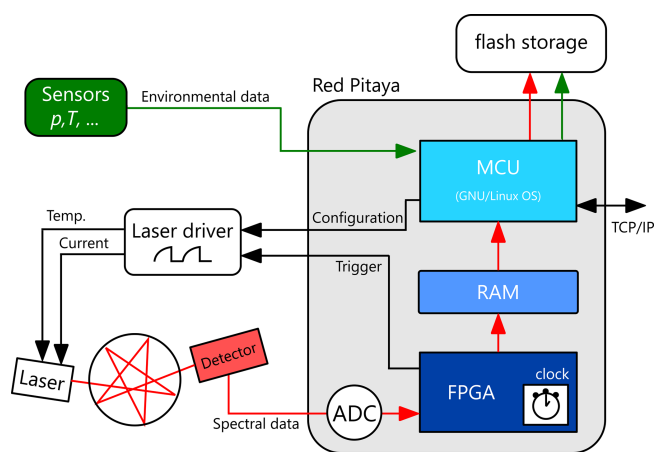 flash storage
Red Pitaya
Sensors
p,T, ...
Environmental data
MCU
(GNU/Linux OS)
Temp.
Current
Laser driver
Configuration
Trigger
TCP/IP
RAM
Laser
Detector
Spectral data
ADC
FPGA
clock